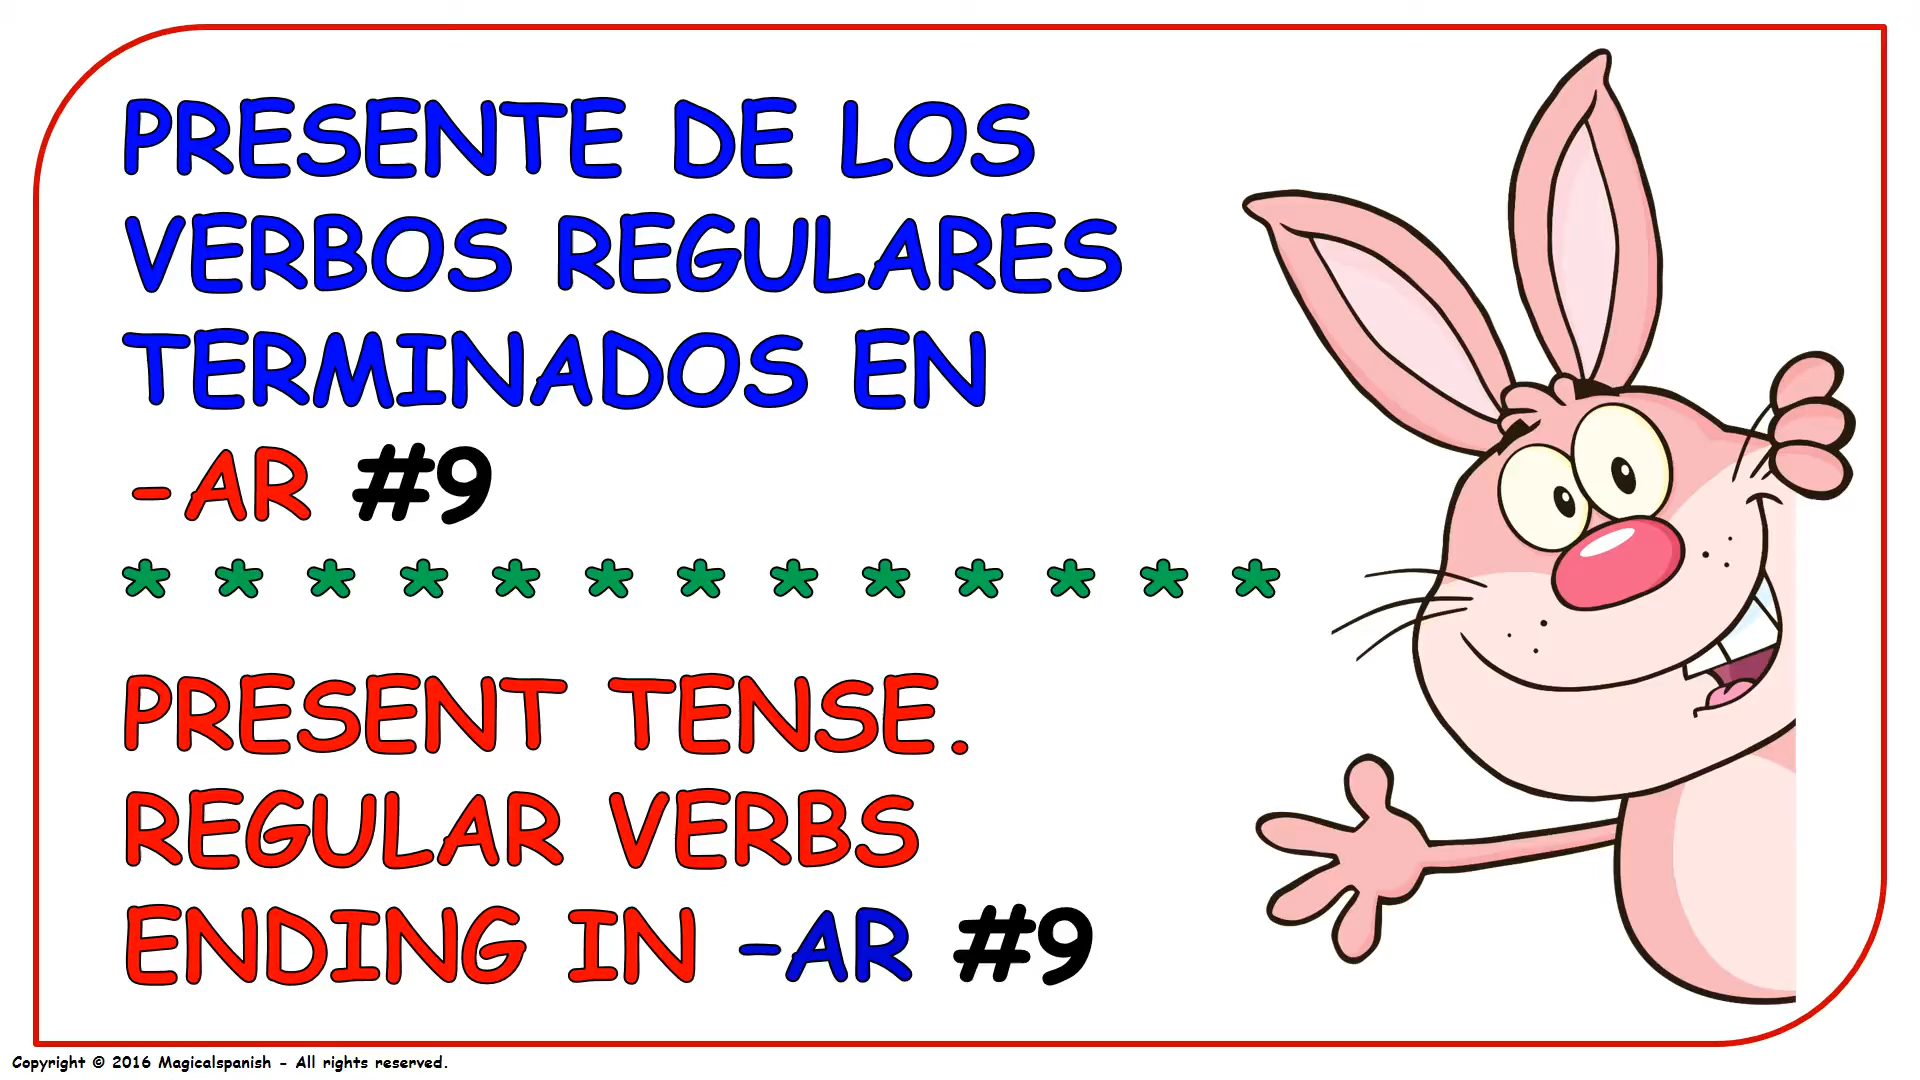 PRESENTE DE LOS
VERBOS REGULARES
TERMINADOS EN
-AR #9
* * * * * * * * * * * * *
PRESENT TENSE.
REGULAR VERBS
ENDING IN -AR #9
Copyright © 2016 Magicalspanish - All rights reserved.